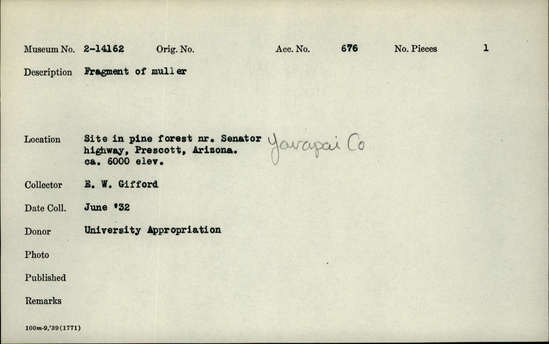 Museum No. 2-14162 Orig. No. Acc. No. 676 No. Pieces 1
Description Fragment of muller
Location Site in pine forest nr. Senator
highway, Prescott, Arizona. Yavapai Co
ca. 6000 elev.
Collector E. W. Gifford
Date Coll. June '32
Donor University Appropriation
Photo
Published
Remarks
100m-9,'39(1771)